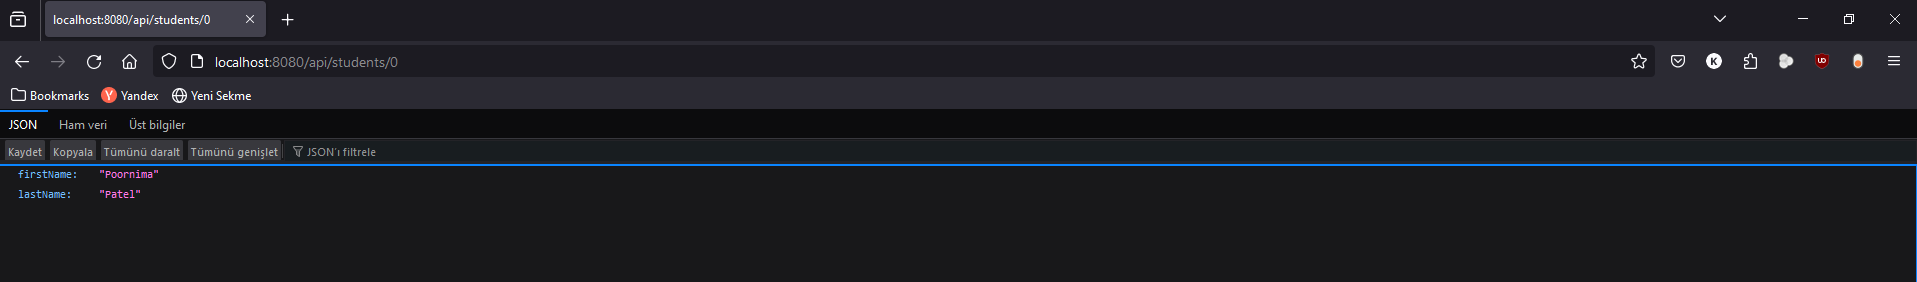 localhost:8080/api/students/0
localhost:8080/api/students/0
Bookmarks Yandex Yeni Sekme
JSON Ham veri Üst bilgiler
Kaydet Kopyala Tümünü daralt Tümünü genişlet JSON'ı filtrele
firstName: "Poornima"
lastName: "Patel"